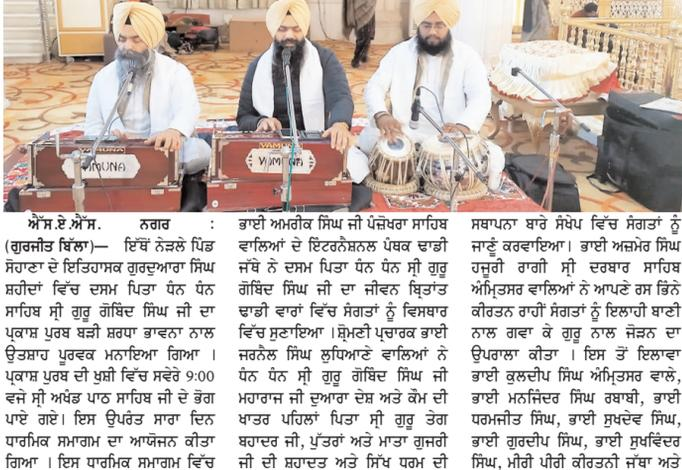 YAMUNA
YAMUNA
YAMUNA
ਐੱਸ.ਏ.ਐੱਸ. ਨਗਰ :
(ਗੁਰਜੀਤ ਬਿੱਲਾ)— ਇੱਥੋਂ ਨੇੜਲੇ ਪਿੰਡ
ਸੋਹਾਣਾ ਦੇ ਇਤਿਹਾਸਕ ਗੁਰਦੁਆਰਾ ਸਿੰਘ
ਸ਼ਹੀਦਾਂ ਵਿੱਚ ਦਸਮ ਪਿਤਾ ਧੰਨ ਧੰਨ
ਸਾਹਿਬ ਸ੍ਰੀ ਗੁਰੂ ਗੋਬਿੰਦ ਸਿੰਘ ਜੀ ਦਾ
ਪ੍ਰਕਾਸ਼ ਪੁਰਬ ਬੜੀ ਸ਼ਰਧਾ ਭਾਵਨਾ ਨਾਲ
ਉਤਸ਼ਾਹ ਪੂਰਵਕ ਮਨਾਇਆ ਗਿਆ ।
ਪ੍ਰਕਾਸ਼ ਪੁਰਬ ਦੀ ਖੁਸ਼ੀ ਵਿੱਚ ਸਵੇਰੇ 9:00
ਵਜੇ ਸ੍ਰੀ ਅਖੰਡ ਪਾਠ ਸਾਹਿਬ ਜੀ ਦੇ ਭੋਗ
ਪਾਏ ਗਏ। ਇਸ ਉਪਰੰਤ ਸਾਰਾ ਦਿਨ
ਧਾਰਮਿਕ ਸਮਾਗਮ ਦਾ ਆਯੋਜਨ ਕੀਤਾ
ਗਿਆ । ਇਸ ਧਾਰਮਿਕ ਸਮਾਗਮ ਵਿੱਚ
ਭਾਈ ਅਮਰੀਕ ਸਿੰਘ ਜੀ ਪੰਜੋਖਰਾ ਸਾਹਿਬ
ਵਾਲਿਆਂ ਦੇ ਇੰਟਰਨੈਸ਼ਨਲ ਪੰਥਕ ਢਾਡੀ
ਜੱਥੇ ਨੇ ਦਸਮ ਪਿਤਾ ਧੰਨ ਧੰਨ ਸ੍ਰੀ ਗੁਰੂ
ਗੋਬਿੰਦ ਸਿੰਘ ਜੀ ਦਾ ਜੀਵਨ ਬ੍ਰਿਤਾਂਤ
ਢਾਡੀ ਵਾਰਾਂ ਵਿੱਚ ਸੰਗਤਾਂ ਨੂੰ ਵਿਸਥਾਰ
ਵਿੱਚ ਸੁਣਾਇਆ ।ਸ਼੍ਰੋਮਣੀ ਪ੍ਰਚਾਰਕ ਭਾਈ
ਜਰਨੈਲ ਸਿੰਘ ਲੁਧਿਆਣੇ ਵਾਲਿਆਂ ਨੇ
ਧੰਨ ਧੰਨ ਸ੍ਰੀ ਗੁਰੂ ਗੋਬਿੰਦ ਸਿੰਘ ਜੀ
ਮਹਾਰਾਜ ਜੀ ਦੁਆਰਾ ਦੇਸ਼ ਅਤੇ ਕੌਮ ਦੀ
ਖਾਤਰ ਪਹਿਲਾਂ ਪਿਤਾ ਸ੍ਰੀ ਗੁਰੂ ਤੇਗ
ਬਹਾਦਰ ਜੀ, ਪੁੱਤਰਾਂ ਅਤੇ ਮਾਤਾ ਗੁਜਰੀ
ਜੀ ਦੀ ਸ਼ਹਾਦਤ ਅਤੇ ਸਿੱਖ ਧਰਮ ਦੀ
ਸਥਾਪਨਾ ਬਾਰੇ ਸੰਖੇਪ ਵਿੱਚ ਸੰਗਤਾਂ ਨੂੰ
ਜਾਣੂੰ ਕਰਵਾਇਆ। ਭਾਈ ਅਜ਼ਮੇਰ ਸਿੰਘ
ਹਜ਼ੂਰੀ ਰਾਗੀ ਸ੍ਰੀ ਦਰਬਾਰ ਸਾਹਿਬ
ਅੰਮ੍ਰਿਤਸਰ ਵਾਲਿਆਂ ਨੇ ਆਪਣੇ ਰਸ ਭਿੰਨੇ
ਕੀਰਤਨ ਰਾਹੀਂ ਸੰਗਤਾਂ ਨੂੰ ਇਲਾਹੀ ਬਾਣੀ
ਨਾਲ ਗਵਾ ਕੇ ਗੁਰੂ ਨਾਲ ਜੋੜਨ ਦਾ
ਉਪਰਾਲਾ ਕੀਤਾ । ਇਸ ਤੋਂ ਇਲਾਵਾ
ਭਾਈ ਕੁਲਦੀਪ ਸਿੰਘ ਅੰਮ੍ਰਿਤਸਰ ਵਾਲੇ,
ਭਾਈ ਮਨਜਿੰਦਰ ਸਿੰਘ ਰਬਾਬੀ, ਭਾਈ
ਧਰਮਜੀਤ ਸਿੰਘ, ਭਾਈ ਸੁਖਦੇਵ ਸਿੰਘ,
ਭਾਈ ਗੁਰਦੀਪ ਸਿੰਘ, ਭਾਈ ਸੁਖਵਿੰਦਰ
ਸਿੰਘ, ਮੀਰੀ ਪੀਰੀ ਕੀਰਤਨੀ ਜੱਥਾ ਅਤੇ